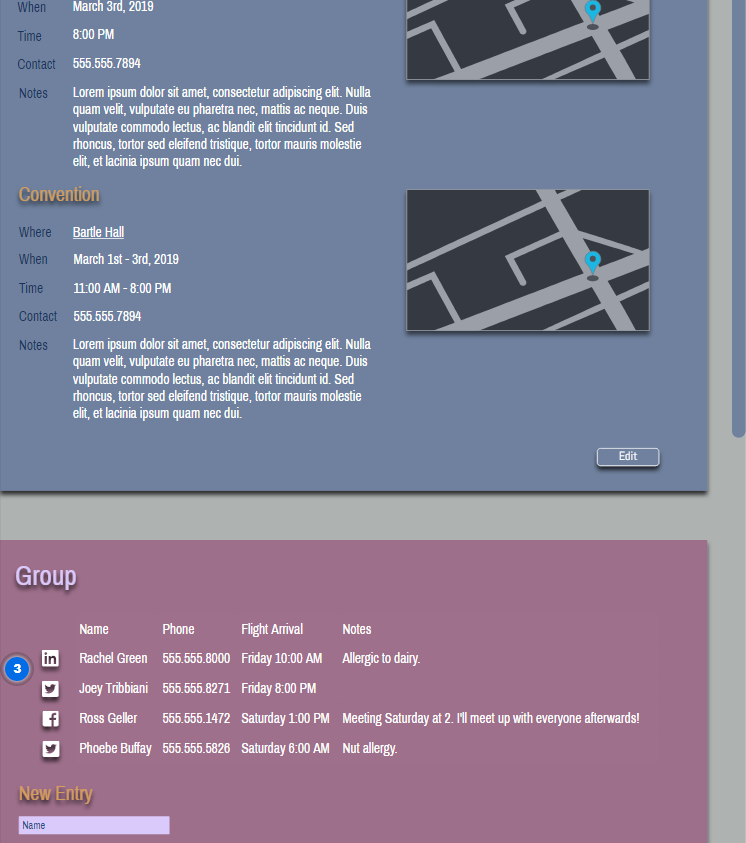 When March 3rd, 2019
Time 8:00 PM
Contact 555.555.7894
Notes Lorem ipsum dolor sit amet, consectetur adipiscing elit. Nulla
quam velit, vulputate eu pharetra nec, mattis ac neque. Duis
vulputate commodo lectus, ac blandit elit tincidunt id. Sed
rhoncus, tortor sed eleifend tristique, tortor mauris molestie
elit, et lacinia ipsum quam nec dui.
Convention
Where Bartle Hall
When March 1st - 3rd, 2019
Time 11:00 AM - 8:00 PM
Contact 555.555.7894
Notes Lorem ipsum dolor sit amet, consectetur adipiscing elit. Nulla
quam velit, vulputate eu pharetra nec, mattis ac neque. Duis
vulputate commodo lectus, ac blandit elit tincidunt id. Sed
rhoncus, tortor sed eleifend tristique, tortor mauris molestie
elit, et lacinia ipsum quam nec dui.
Edit
Group
Name Phone Flight Arrival Notes
3 in Rachel Green 555.555.8000 Friday 10:00 AM Allergic to dairy.
Joey Tribbiani 555.555.8271 Friday 8:00 PM
f Ross Geller 555.555.1472 Saturday 1:00 PM Meeting Saturday at 2. I'll meet up with everyone afterwards!
Phoebe Buffay 555.555.5826 Saturday 6:00 AM Nut allergy.
New Entry
Name